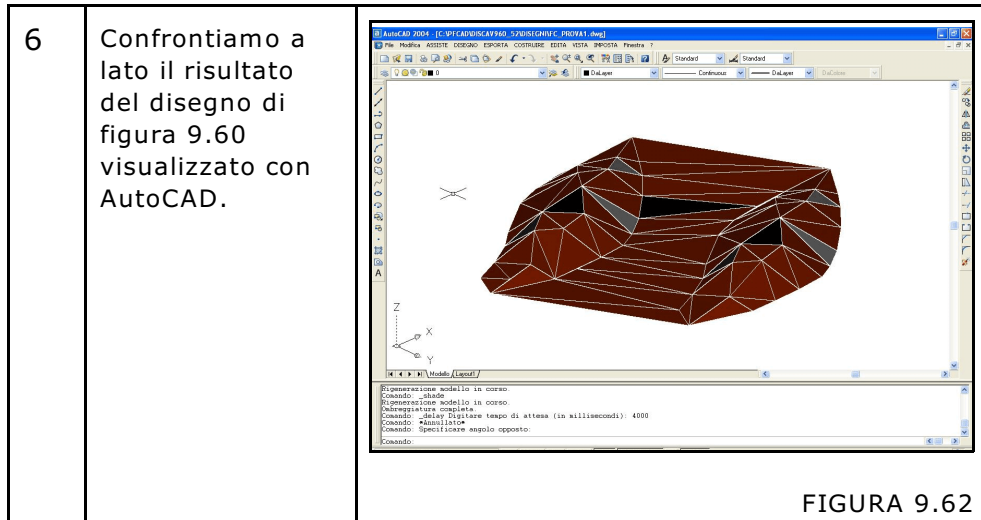 6
Confrontiamo a
lato il risultato
del disegno di
figura 9.60
visualizzato con
AutoCAD.
AutoCAD 2004 - [C:\PFCAD\DISCAV960_52\DISEGNI\FC_PROVA1.dwg]
File Modifica ASSISTE DISEGNO ESPORTA COSTRUIRE EDITA VISTA IMPOSTA Finestra ?
Standard Standard
0 DaLayer Continuous DaLayer DaColore
A
Z
X
Y
Modello Layout1
Rigenerazione modello in corso.
Comando: _shade
Rigenerazione modello in corso.
Ombreggiatura completa.
Comando: _delay Digitare tempo di attesa (in millisecondi): 4000
Comando: *Annullato*
Comando: Specificare angolo opposto:
Comando:
FIGURA 9.62